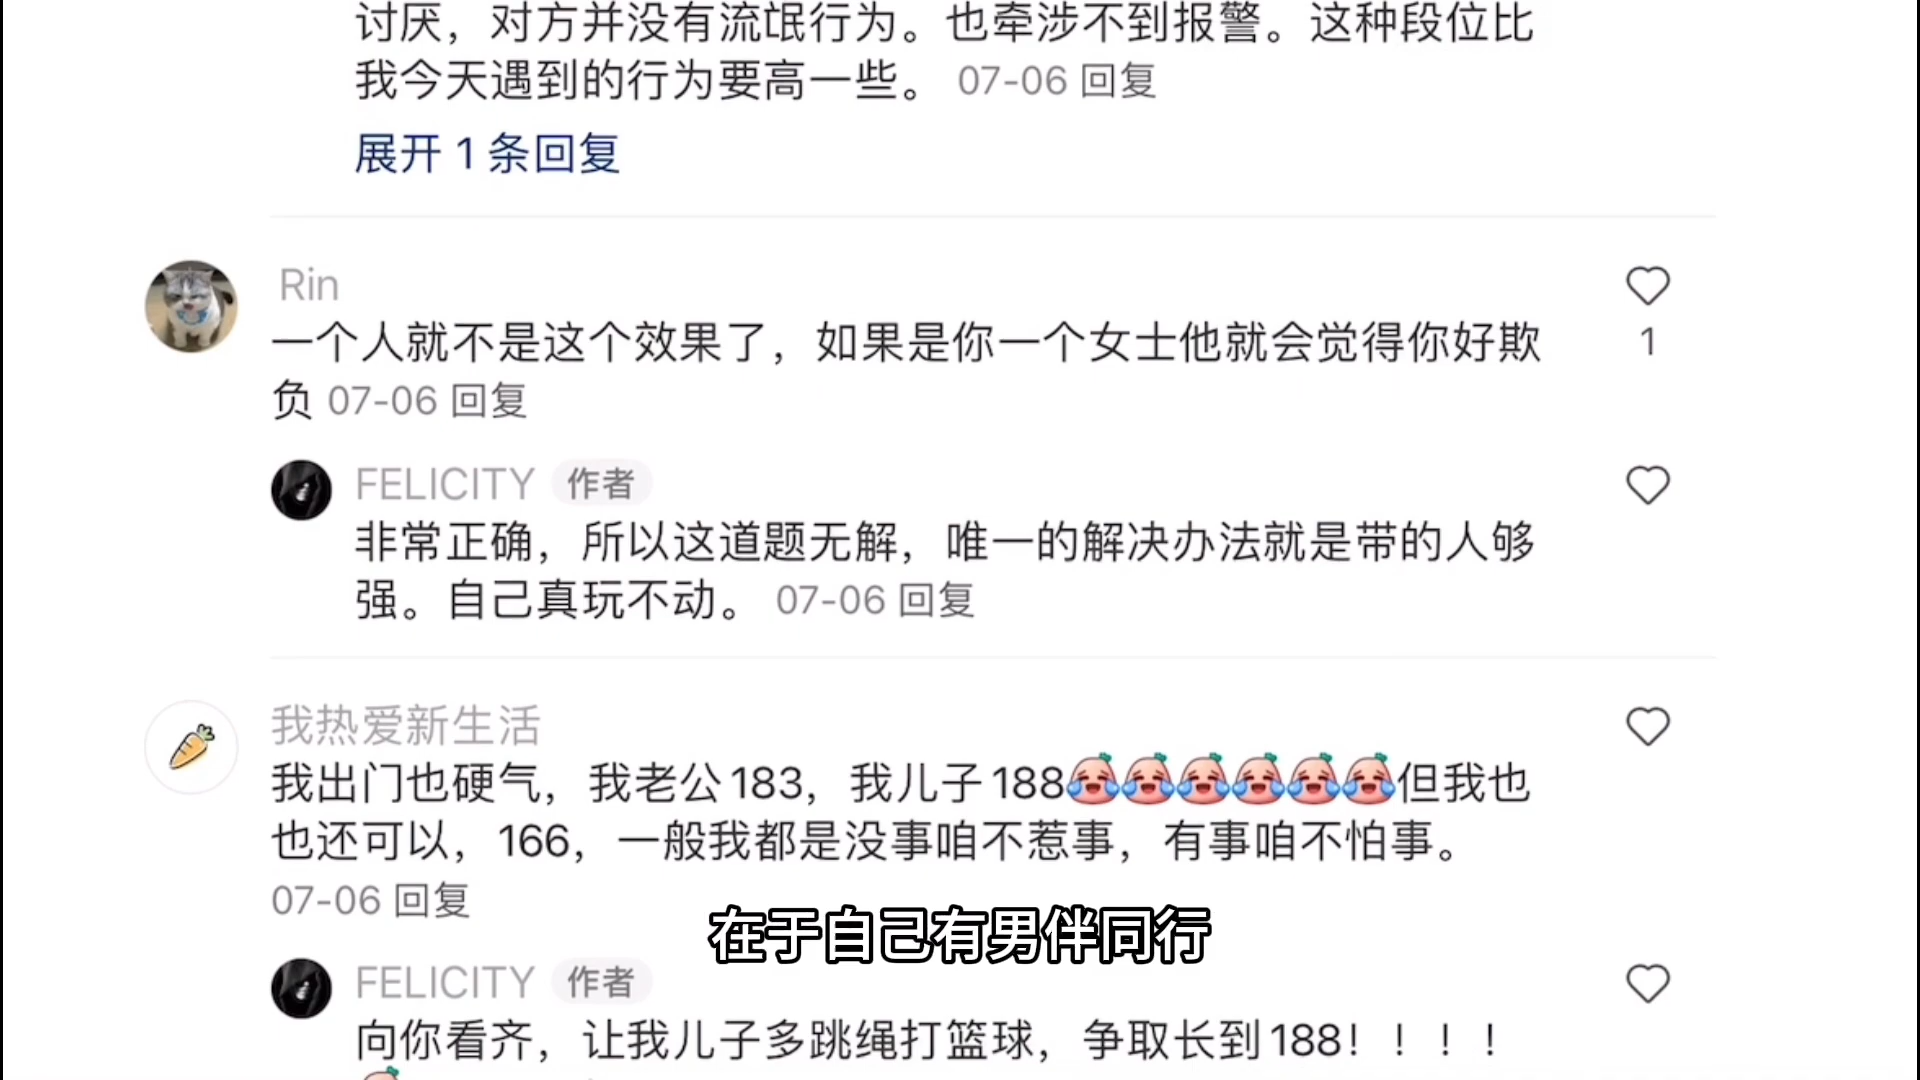 讨厌，对方并没有流氓行为。也牵涉不到报警。这种段位比
我今天遇到的行为要高一些。 07-06 回复
展开 1 条回复
Rin
一个人就不是这个效果了，如果是你一个女士他就会觉得你好欺
1
负 07-06 回复
FELICITY 作者
非常正确，所以这道题无解，唯一的解决办法就是带的人够
强。自己真玩不动。 07-06 回复
我热爱新生活
我出门也硬气，我老公183，我儿子188但我也
也还可以，166，一般我都是没事咱不惹事，有事咱不怕事。
07-06 回复
在于自己有男伴同行
FELICITY 作者
向你看齐，让我儿子多跳绳打篮球，争取长到188！！！！